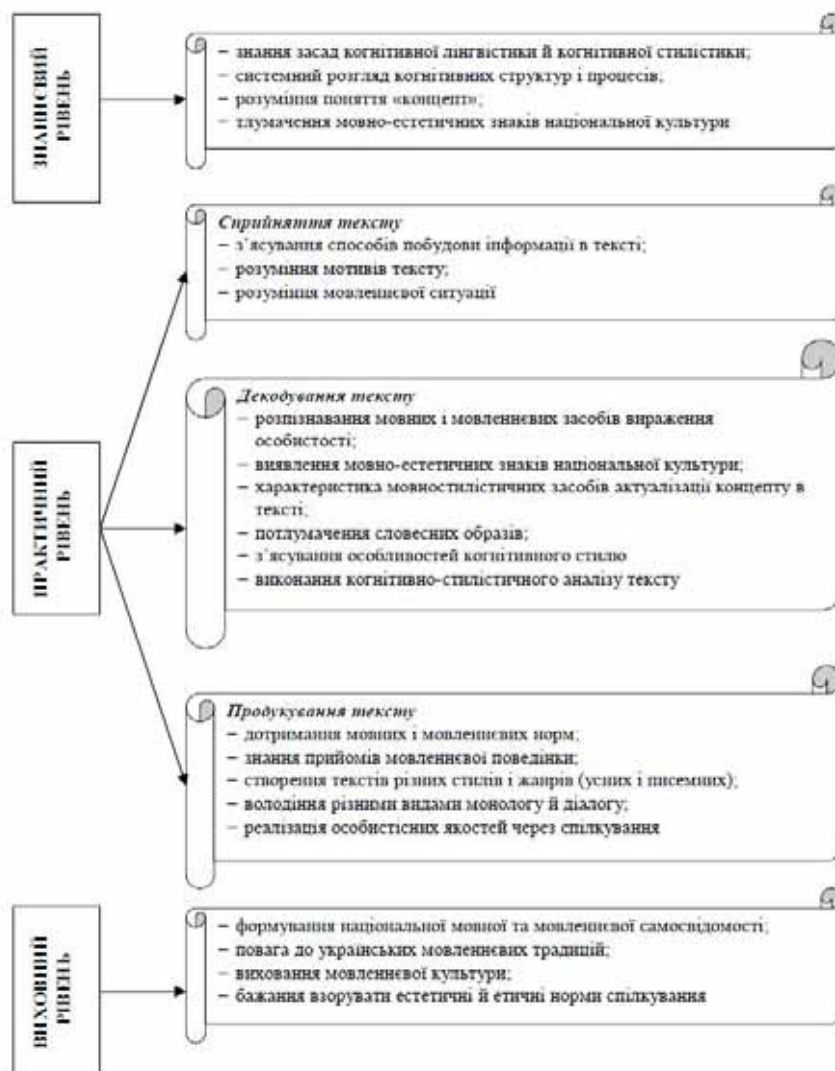 ЗНАННЄВИЙ
РІВЕНЬ
– знання засад когнітивної лінгвістики й когнітивної стилістики;
– системний розгляд когнітивних структур і процесів;
– розуміння поняття «концепт»;
– тлумачення мовно-естетичних знаків національної культури
ПРАКТИЧНИЙ
РІВЕНЬ
Сприйняття тексту
– з’ясування способів побудови інформації в тексті;
– розуміння мотивів тексту;
– розуміння мовленнєвої ситуації
Декодування тексту
– розпізнавання мовних і мовленнєвих засобів вираження
особистості;
– виявлення мовно-естетичних знаків національної культури;
– характеристика мовностилістичних засобів актуалізації концепту в
тексті;
– потлумачення словесних образів;
– з’ясування особливостей когнітивного стилю
– виконання когнітивно-стилістичного аналізу тексту
Продукування тексту
– дотримання мовних і мовленнєвих норм;
– знання прийомів мовленнєвої поведінки;
– створення текстів різних стилів і жанрів (усних і писемних);
– володіння різними видами монологу й діалогу;
– реалізація особистісних якостей через спілкування
ВИХОВНИЙ
РІВЕНЬ
– формування національної мовної та мовленнєвої самосвідомості;
– повага до українських мовленнєвих традицій;
– виховання мовленнєвої культури;
– бажання взорувати естетичні й етичні норми спілкування